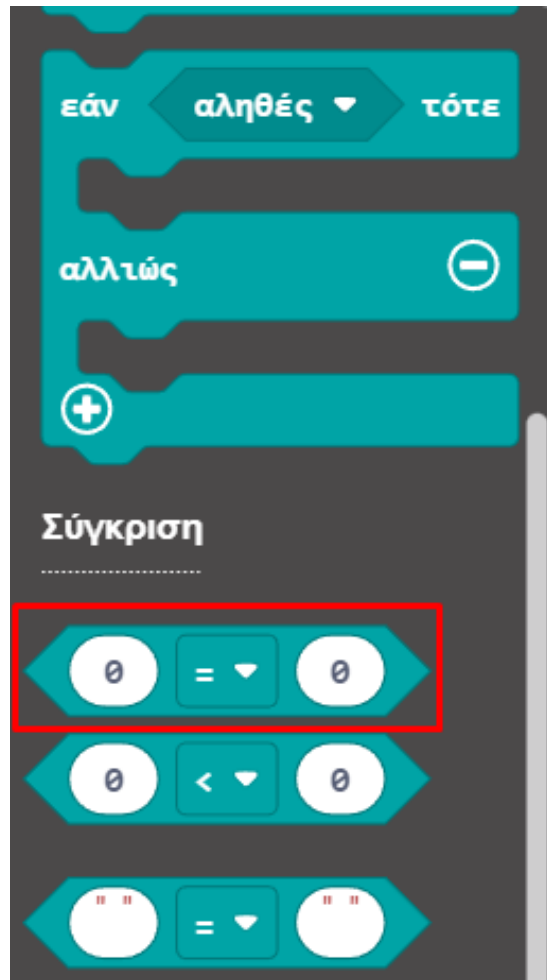 εάν αληθές τότε
αλλιώς
Σύγκριση
0 = 0
0 < 0
" " = " "